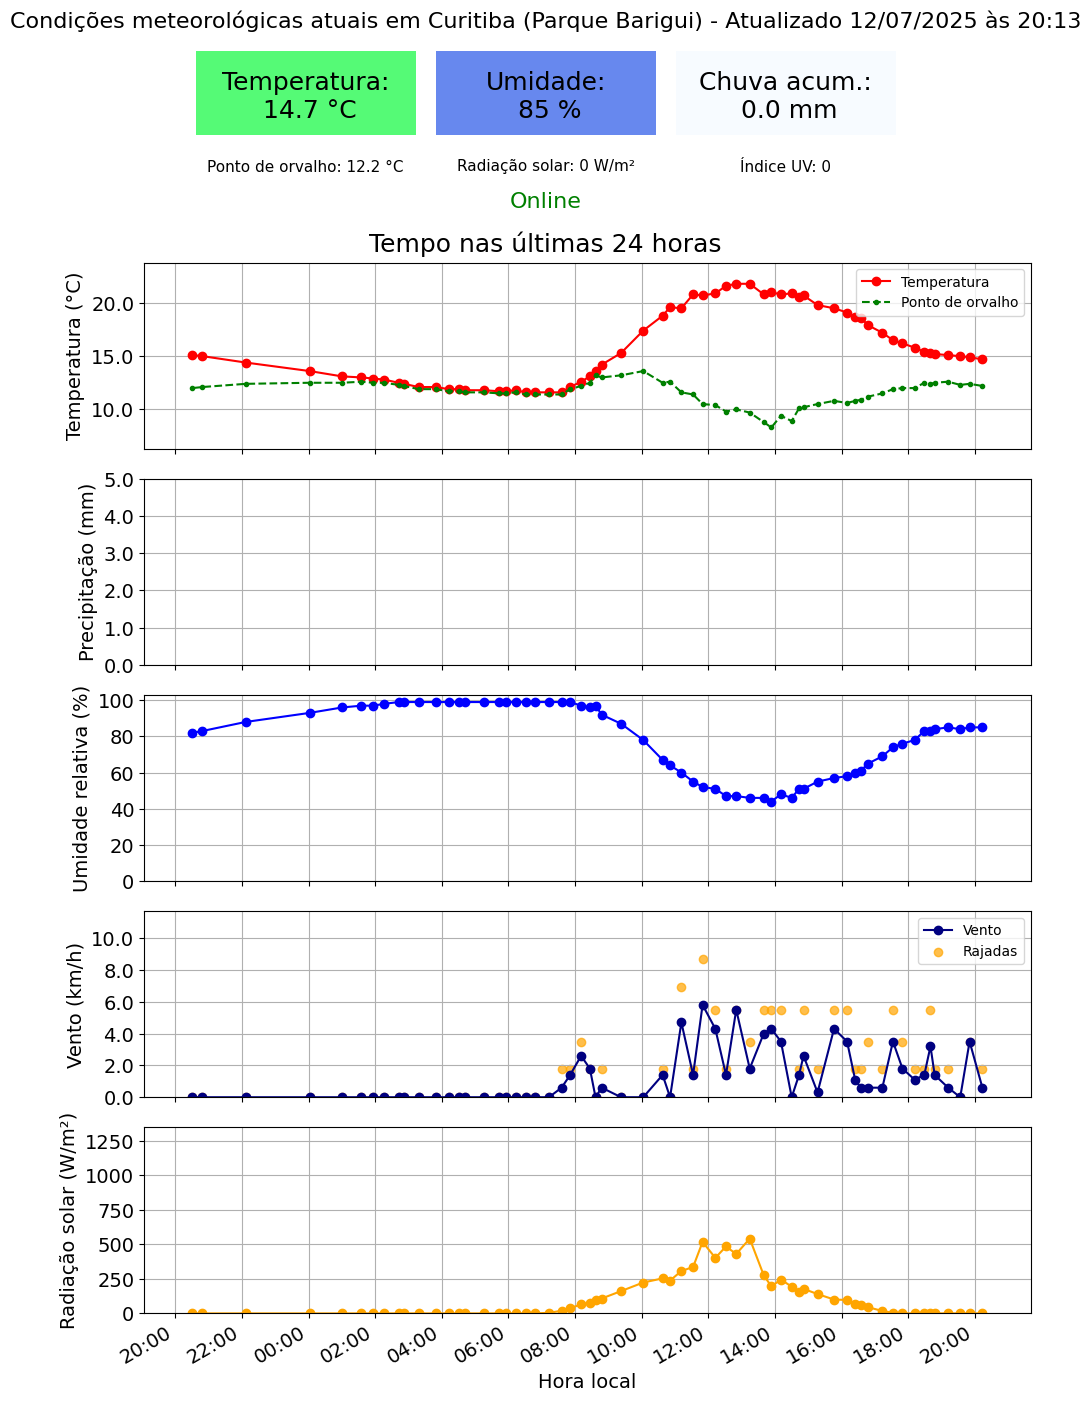 Condições meteorológicas atuais em Curitiba (Parque Barigui) - Atualizado 12/07/2025 às 20:13
Temperatura:
14.7 °C
Umidade:
85 %
Chuva acum.:
0.0 mm
Ponto de orvalho: 12.2 °C
Radiação solar: 0 W/m²
Índice UV: 0
Online
Tempo nas últimas 24 horas
Temperatura (°C)
20.0
15.0
10.0
Temperatura
Ponto de orvalho
Precipitação (mm)
5.0
4.0
3.0
2.0
1.0
0.0
Umidade relativa (%)
100
80
60
40
20
0
Vento (km/h)
10.0
8.0
6.0
4.0
2.0
0.0
Vento
Rajadas
Radiação solar (W/m²)
1250
1000
750
500
250
0
20:00
22:00
00:00
02:00
04:00
06:00
08:00
10:00
12:00
14:00
16:00
18:00
20:00
Hora local